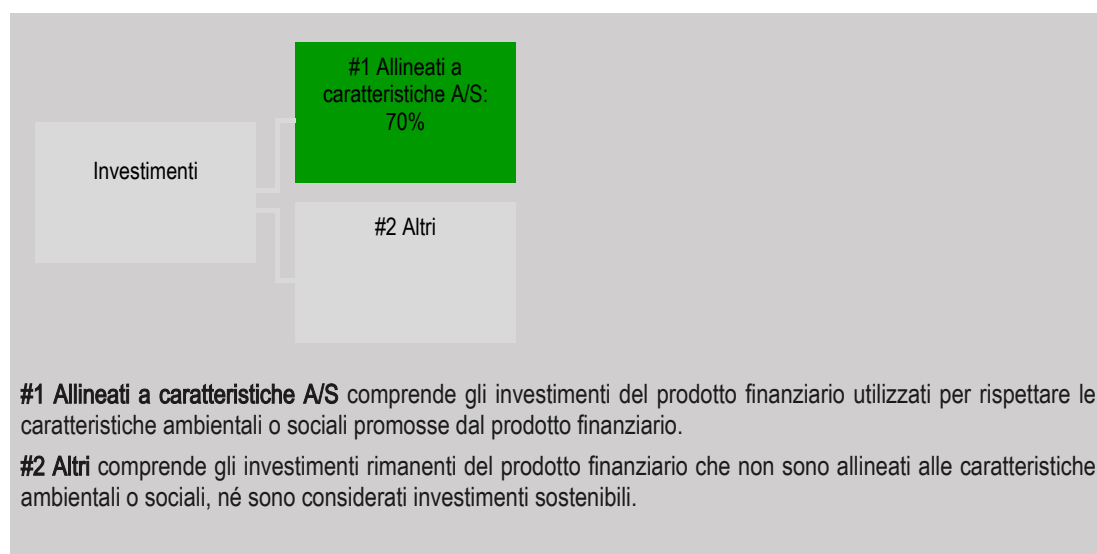 #1 Allineati a
caratteristiche A/S:
70%
Investimenti
#2 Altri
#1 Allineati a caratteristiche A/S comprende gli investimenti del prodotto finanziario utilizzati per rispettare le
caratteristiche ambientali o sociali promosse dal prodotto finanziario.
#2 Altri comprende gli investimenti rimanenti del prodotto finanziario che non sono allineati alle caratteristiche
ambientali o sociali, né sono considerati investimenti sostenibili.